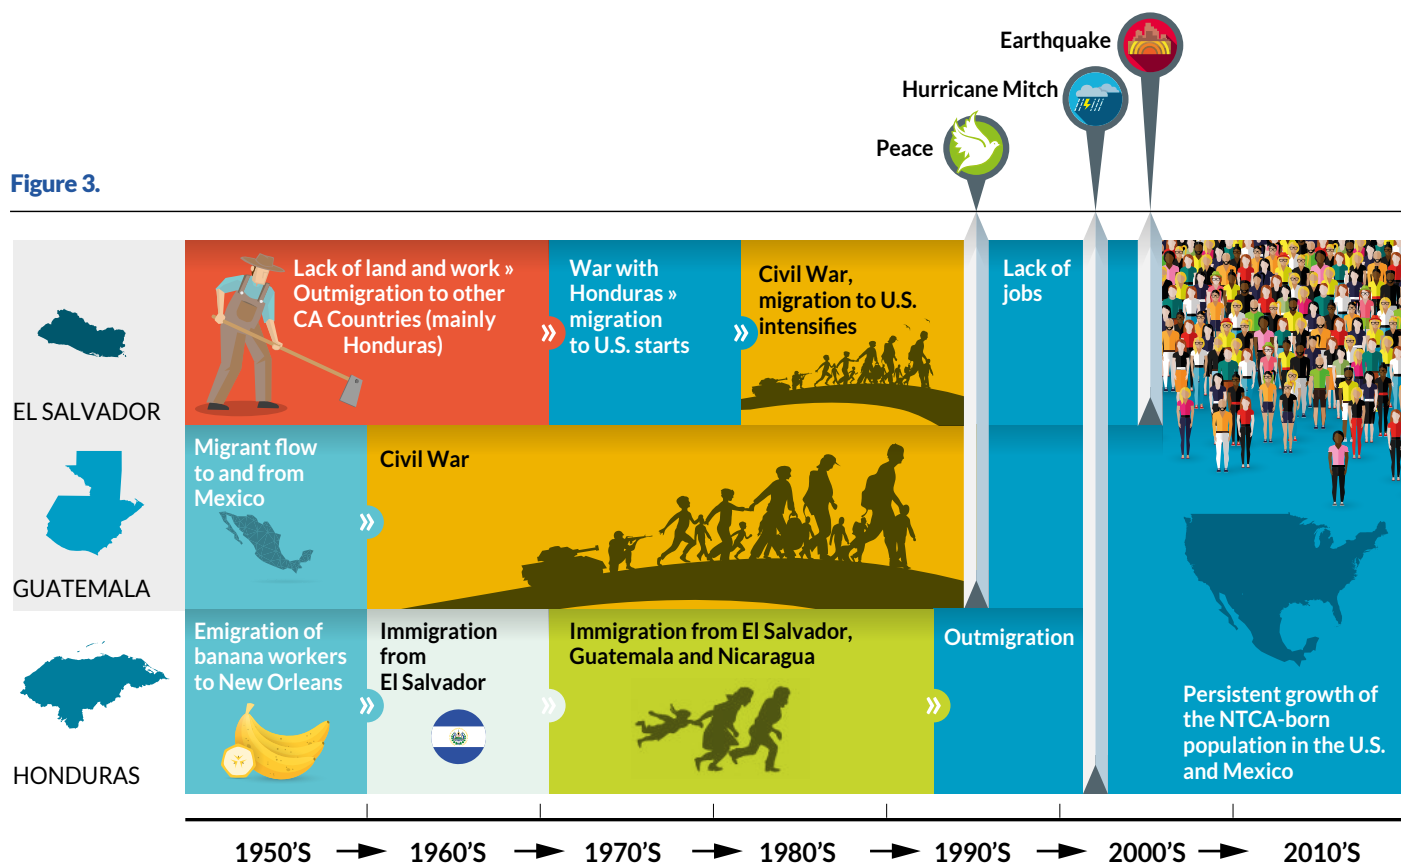 Earthquake
Hurricane Mitch
Peace
Figure 3.
EL SALVADOR
Lack of land and work »
Outmigration to other
CA Countries (mainly
Honduras)
»
War with
Honduras »
migration
to U.S. starts
»
Civil War,
migration to U.S.
intensifies
Lack of
jobs
GUATEMALA
Migrant flow
to and from
Mexico
»
Civil War
HONDURAS
Emigration of
banana workers
to New Orleans
»
Immigration
from
El Salvador
»
Immigration from El Salvador,
Guatemala and Nicaragua
»
Outmigration
Persistent growth of
the NTCA-born
population in the U.S.
and Mexico
1950'S 1960'S 1970'S 1980'S 1990'S 2000'S 2010'S